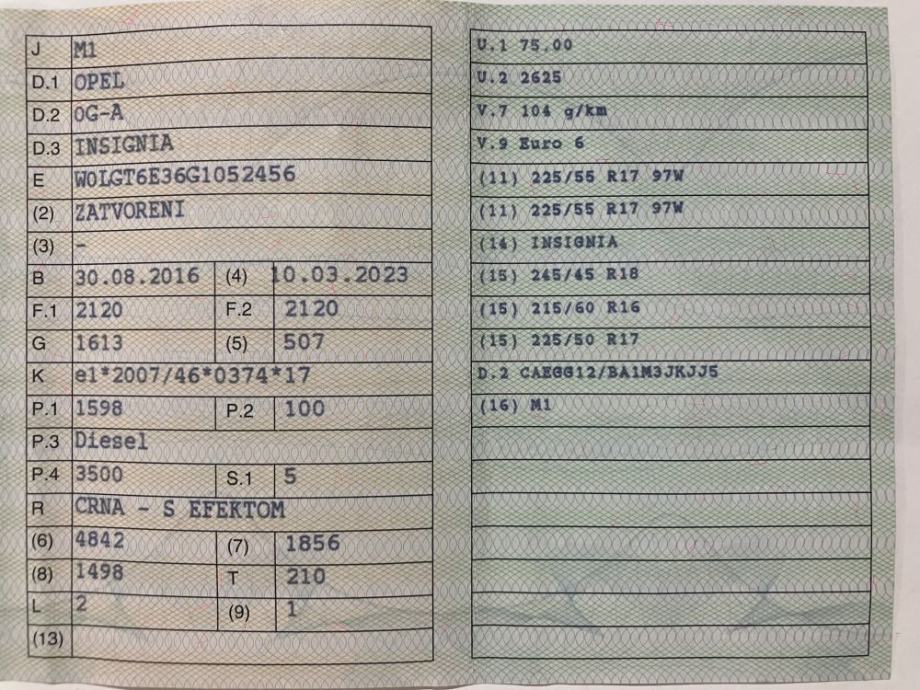 J M1
D.1 OPEL
D.2 0G-A
D.3 INSIGNIA
E W0LGT6E36G1052456
(2) ZATVORENI
(3) -
B 30.08.2016 (4) 10.03.2023
F.1 2120 F.2 2120
G 1613 (5) 507
K e1*2007/46*0374*17
P.1 1598 P.2 100
P.3 Diesel
P.4 3500 S.1 5
R CRNA - S EFEKTOM
(6) 4842 (7) 1856
(8) 1498 T 210
L 2 (9) 1
(13)
U.1 75.00
U.2 2625
V.7 104 g/km
V.9 Euro 6
(11) 225/55 R17 97W
(11) 225/55 R17 97W
(14) INSIGNIA
(15) 245/45 R18
(15) 215/60 R16
(15) 225/50 R17
D.2 CAEGG12/BA1M3JKJJ5
(16) M1